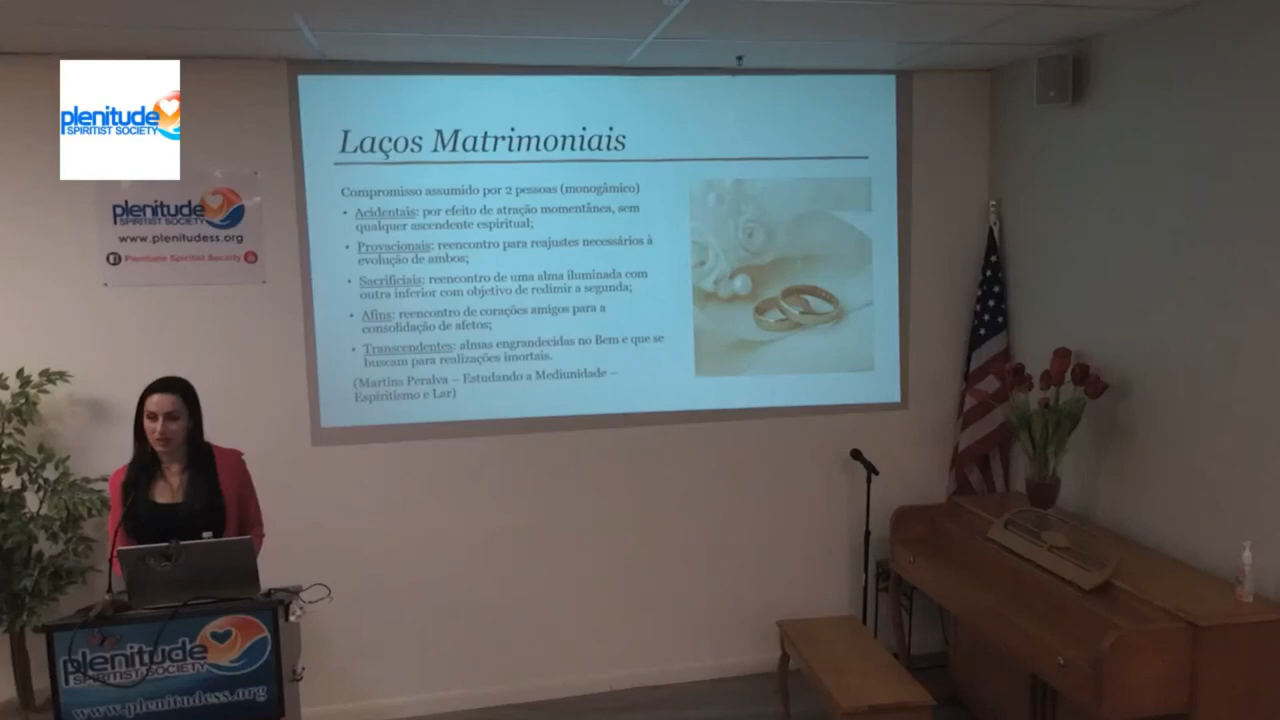 plenitude
SPIRITIST SOCIETY
plenitude
SPIRITIST SOCIETY
www.plenitudess.org
Plenitude Spiritist Society
Laços Matrimoniais
Compromisso assumido por 2 pessoas (monogâmico)
• Acidentais: por efeito de atração momentânea, sem
qualquer ascendente espiritual;
• Provacionais: reencontro para reajustes necessários à
evolução de ambos;
• Sacrificiais: reencontro de uma alma iluminada com
outra inferior com objetivo de redimir a segunda;
• Afins: reencontro de corações amigos para a
consolidação de afetos;
• Transcendentes: almas engrandecidas no Bem e que se
buscam para realizações imortais.
(Martins Peralva – Estudando a Mediunidade –
Espiritismo e Lar)
plenitude
SPIRITIST SOCIETY
www.plenitudess.org